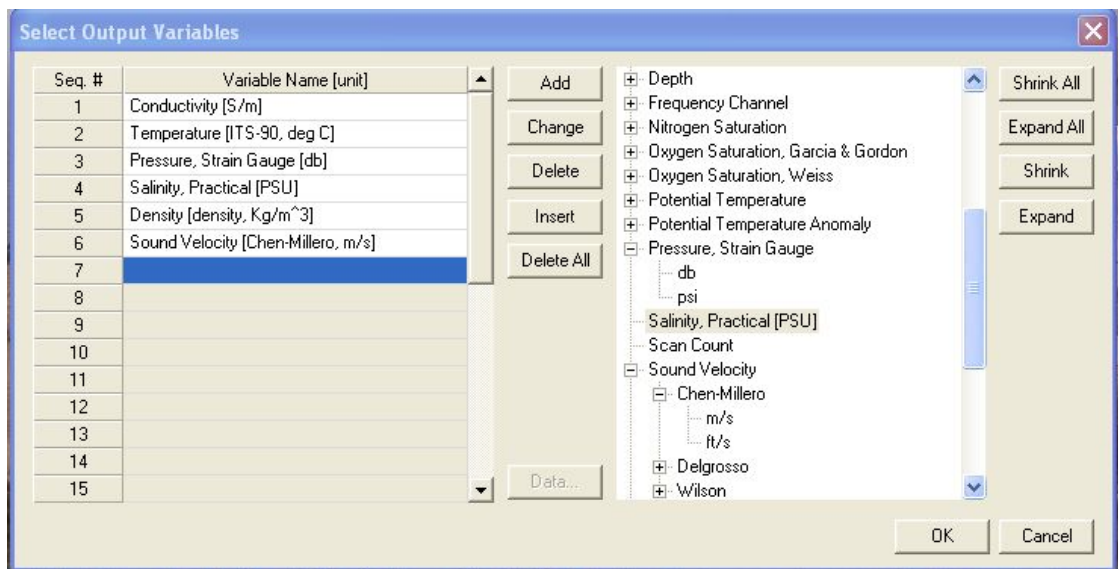 Select Output Variables
Seq. # Variable Name [unit]
1 Conductivity [S/m]
2 Temperature [ITS-90, deg C]
3 Pressure, Strain Gauge [db]
4 Salinity, Practical [PSU]
5 Density [density, Kg/m^3]
6 Sound Velocity [Chen-Millero, m/s]
7
8
9
10
11
12
13
14
15
Add
Change
Delete
Insert
Delete All
Data...
Depth
Frequency Channel
Nitrogen Saturation
Oxygen Saturation, Garcia & Gordon
Oxygen Saturation, Weiss
Potential Temperature
Potential Temperature Anomaly
Pressure, Strain Gauge
db
psi
Salinity, Practical [PSU]
Scan Count
Sound Velocity
Chen-Millero
m/s
ft/s
Delgrosso
Wilson
Shrink All
Expand All
Shrink
Expand
OK
Cancel